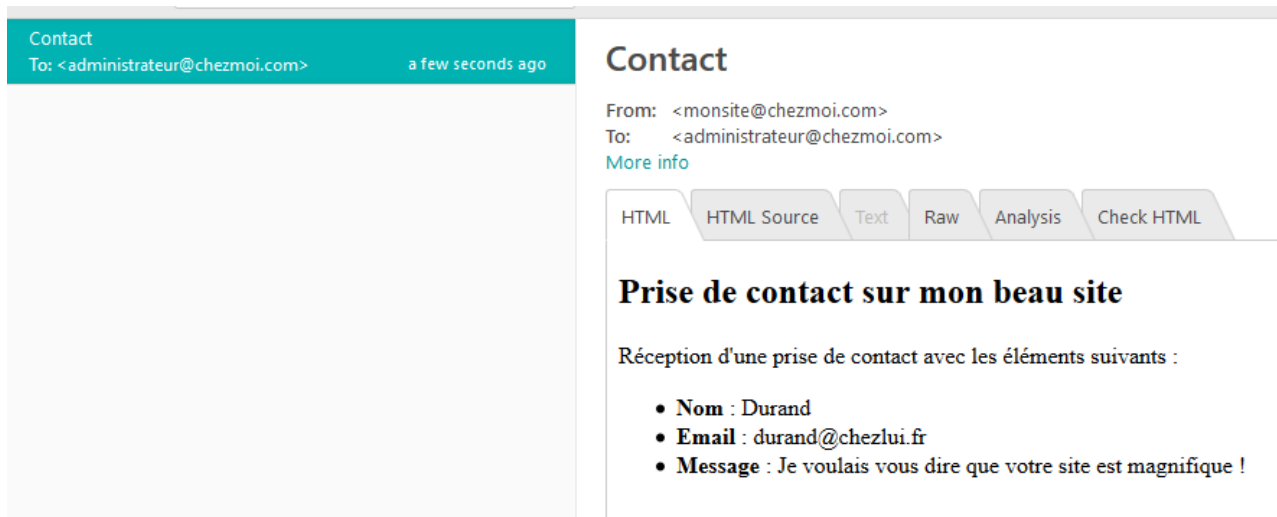 Contact
To: <administrateur@chezmoi.com> a few seconds ago
Contact
From: <monsite@chezmoi.com>
To: <administrateur@chezmoi.com>
More info
HTML HTML Source Text Raw Analysis Check HTML
Prise de contact sur mon beau site
Réception d'une prise de contact avec les éléments suivants :
• Nom : Durand
• Email : durand@chezlui.fr
• Message : Je voulais vous dire que votre site est magnifique !